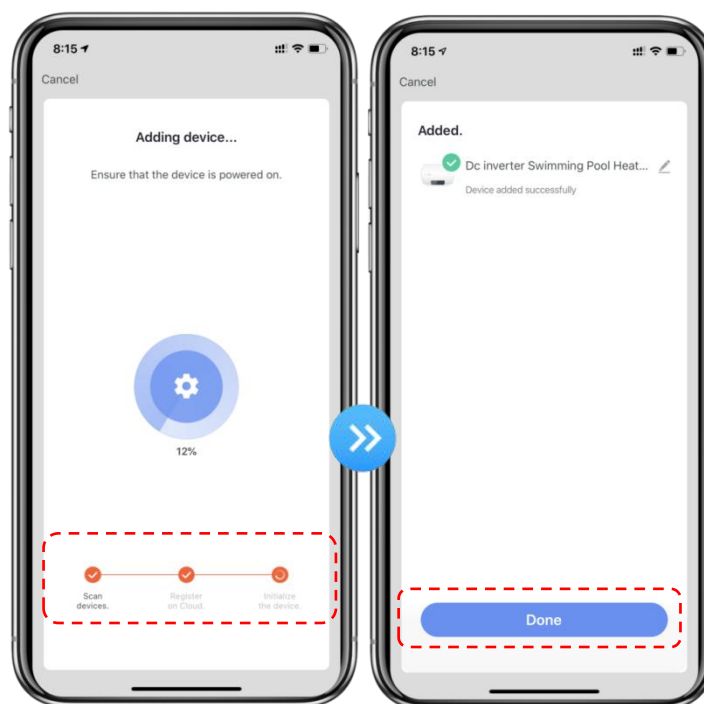 8:15
Cancel
Adding device...
Ensure that the device is powered on.
12%
Scan
devices.
Register
on Cloud.
Initialize
the device.
8:15
Cancel
Added.
Dc inverter Swimming Pool Heat...
Device added successfully
Done